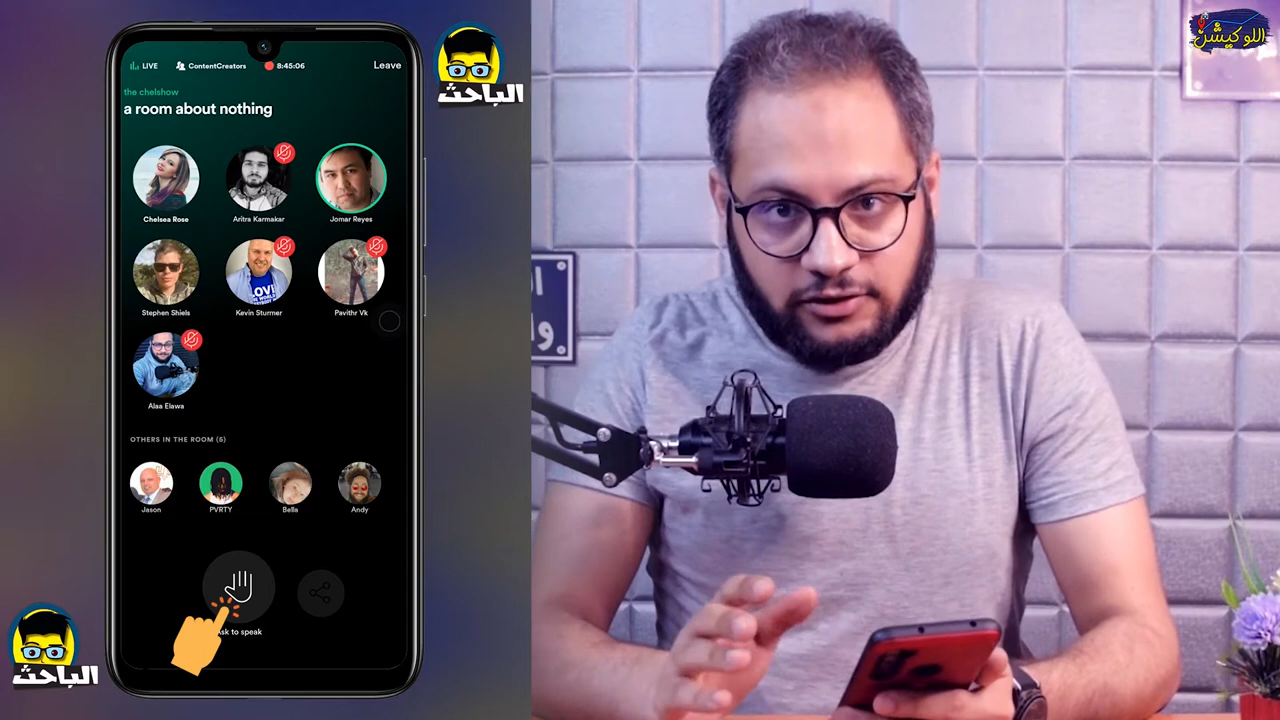 LIVE
ContentCreators
8:45:06
Leave
the chelshow
a room about nothing
Chelsea Rose
Aritra Karmakar
Jomar Reyes
LOVE
Stephen Shiels
Kevin Sturmer
Pavithr Vk
Alaa Elawa
OTHERS IN THE ROOM (6)
Jason
PVRTY
Bella
Andy
Ask to speak
الباحث
الباحث
اللوكيشن